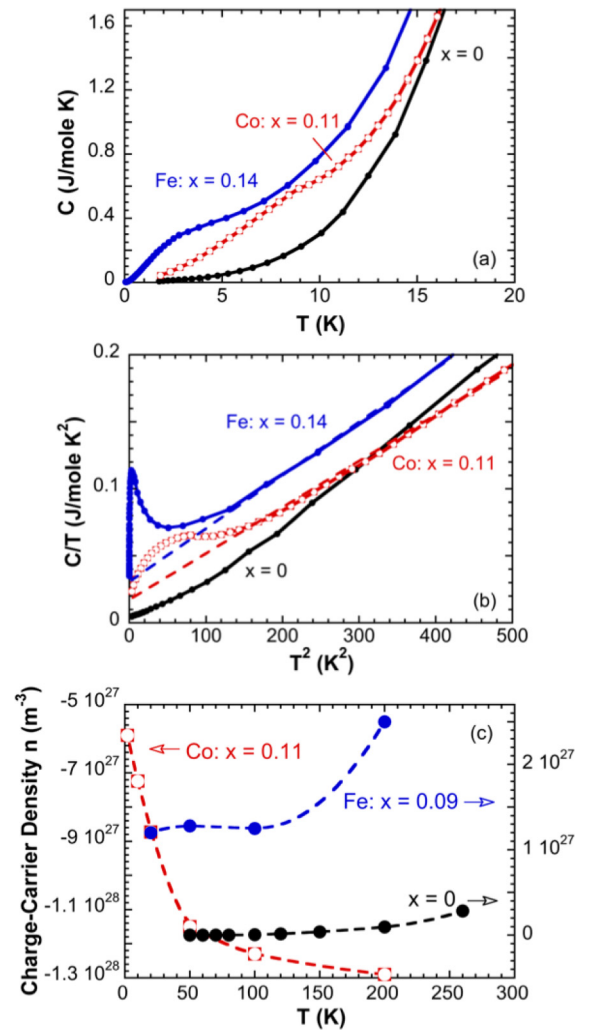 1.6
1.2
0.8
0.4
0
C (J/mole K)
x = 0
Co: x = 0.11
Fe: x = 0.14
(a)
0 5 10 15 20
T (K)
0.2
0.1
0
C/T (J/mole K²)
Fe: x = 0.14
Co: x = 0.11
x = 0
(b)
0 100 200 300 400 500
T² (K²)
-5 10²⁷
-7 10²⁷
-9 10²⁷
-1.1 10²⁸
-1.3 10²⁸
Charge-Carrier Density n (m⁻³)
(c)
Co: x = 0.11
Fe: x = 0.09
x = 0
2 10²⁷
1 10²⁷
0
0 50 100 150 200 250 300
T (K)